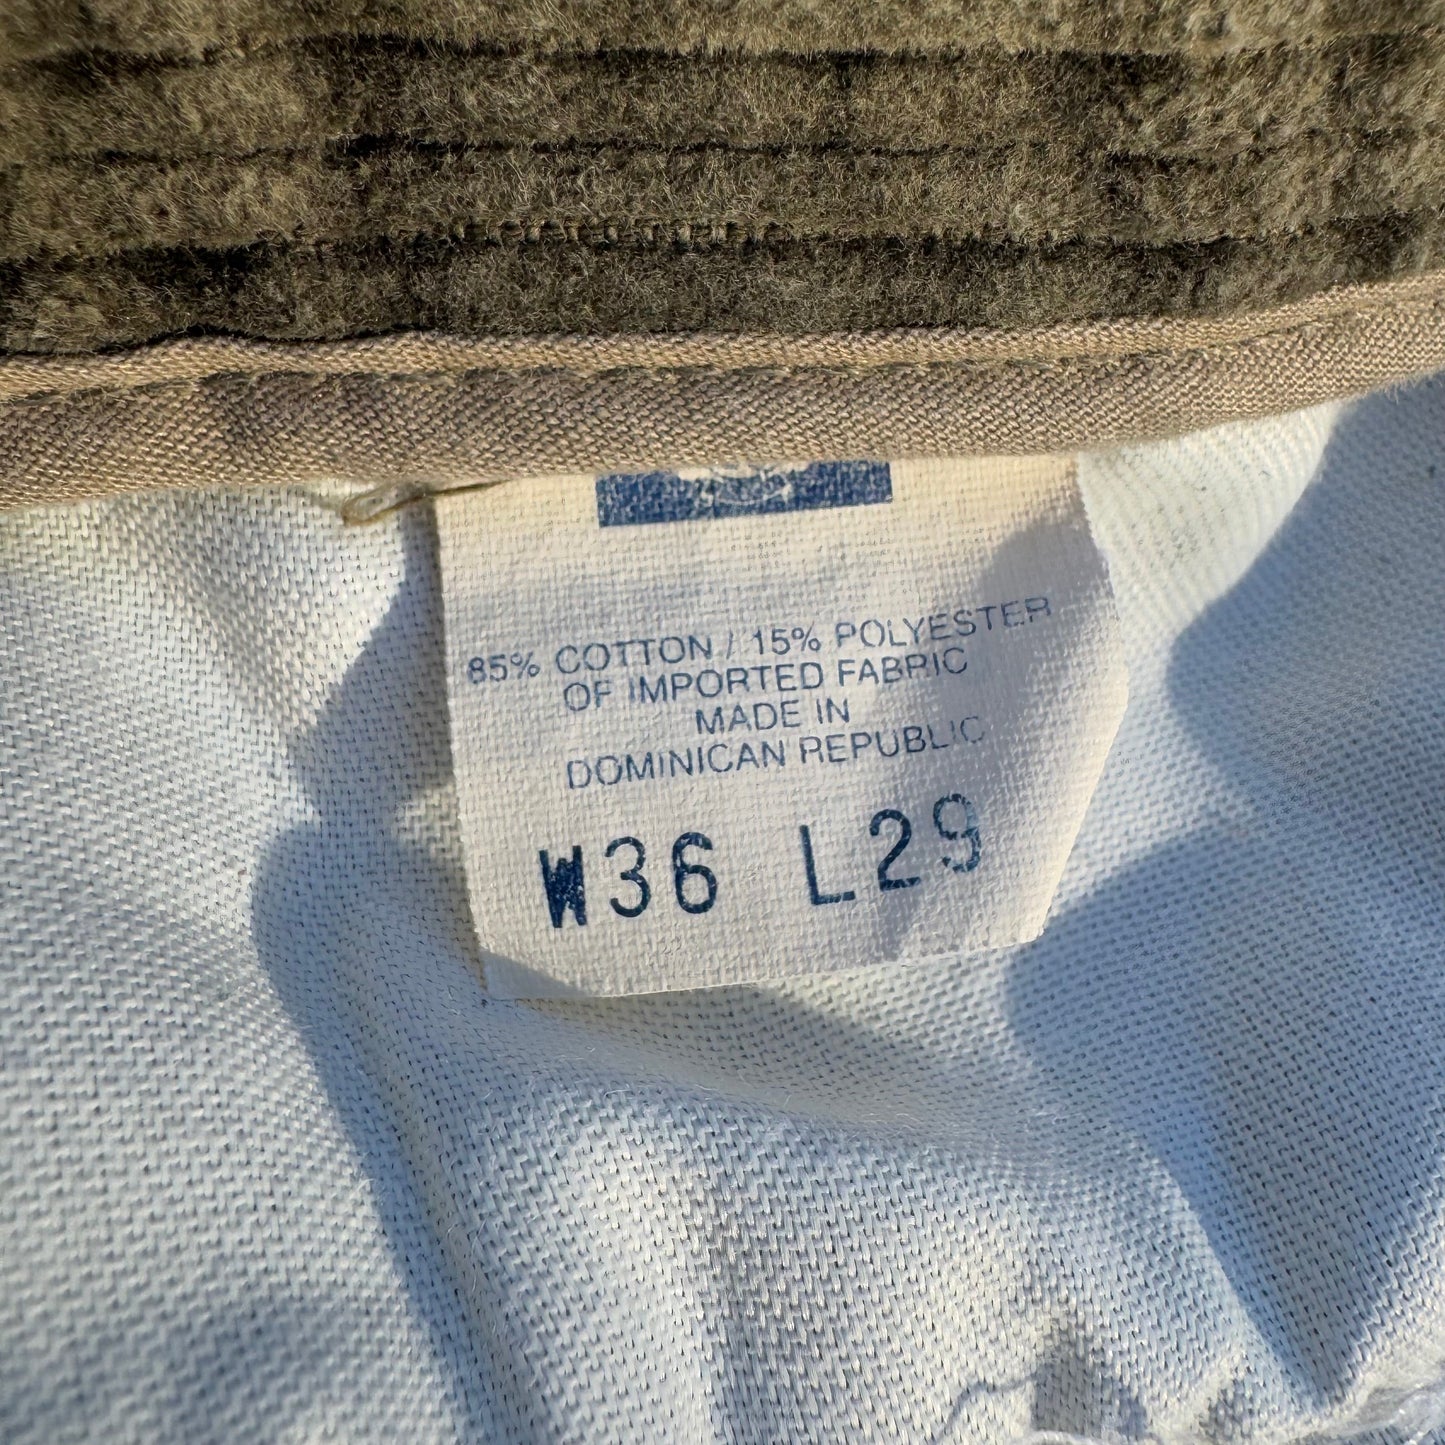 85% COTTON / 15% POLYESTER
OF IMPORTED FABRIC
MADE IN
DOMINICAN REPUBLIC
W36 L29